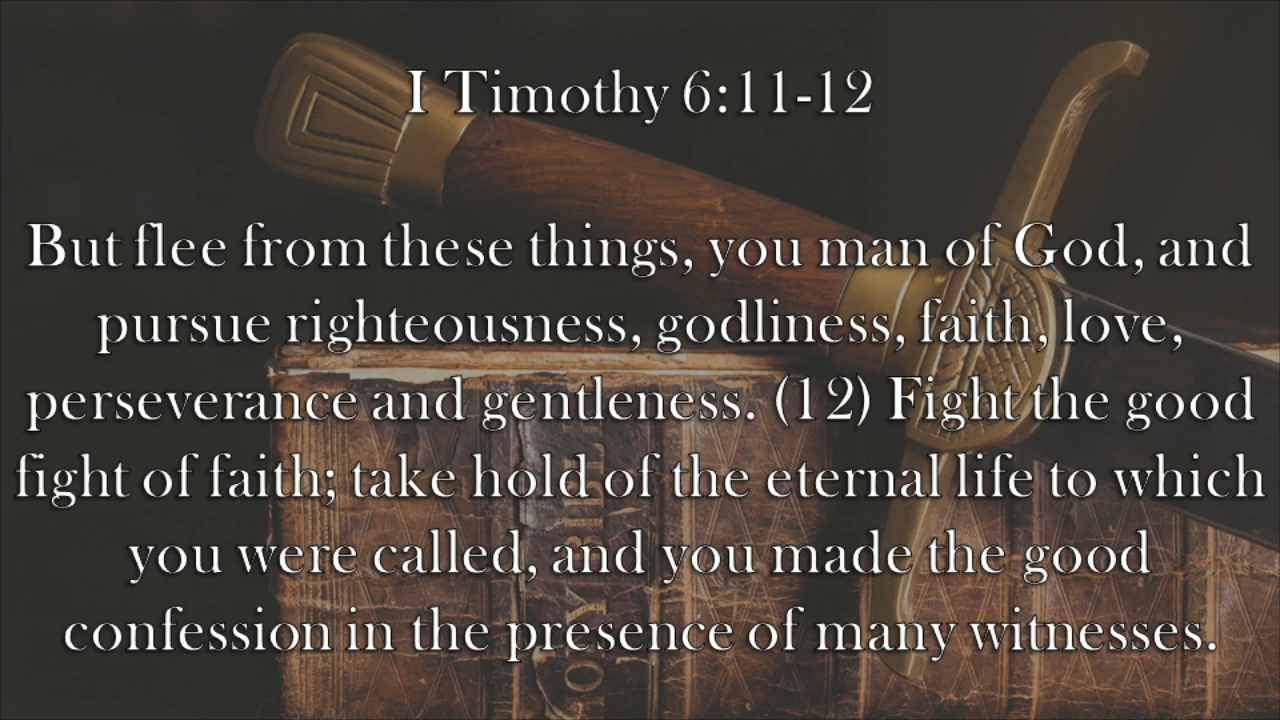 I Timothy 6:11-12
But flee from these things, you man of God, and
pursue righteousness, godliness, faith, love,
perseverance and gentleness. (12) Fight the good
fight of faith; take hold of the eternal life to which
you were called, and you made the good
confession in the presence of many witnesses.